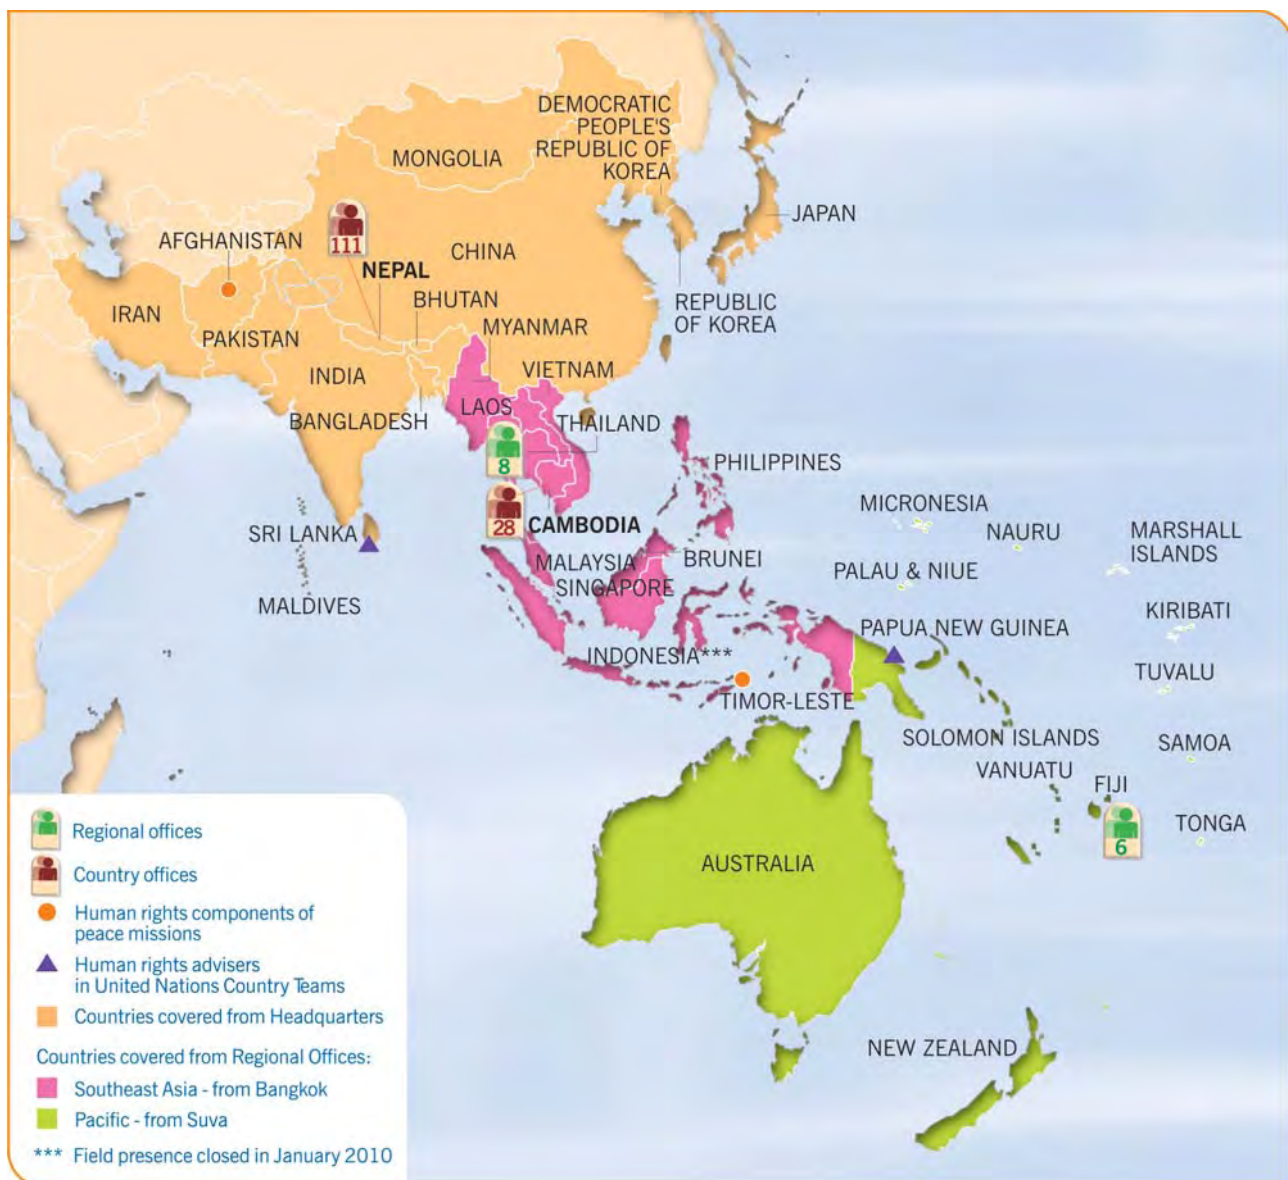 DEMOCRATIC
PEOPLE'S
REPUBLIC OF
KOREA
MONGOLIA
JAPAN
AFGHANISTAN
111
CHINA
NEPAL
BHUTAN
REPUBLIC
OF KOREA
IRAN
MYANMAR
PAKISTAN
INDIA
VIETNAM
LAOS
BANGLADESH
THAILAND
8
PHILIPPINES
28
CAMBODIA
MICRONESIA
NAURU
MARSHALL
ISLANDS
SRI LANKA
MALAYSIA
BRUNEI
SINGAPORE
PALAU & NIUE
MALDIVES
KIRIBATI
PAPUA NEW GUINEA
INDONESIA***
TUVALU
TIMOR-LESTE
SOLOMON ISLANDS
SAMOA
VANUATU
FIJI
6
TONGA
AUSTRALIA
NEW ZEALAND
Regional offices
Country offices
Human rights components of
peace missions
Human rights advisers
in United Nations Country Teams
Countries covered from Headquarters
Countries covered from Regional Offices:
Southeast Asia - from Bangkok
Pacific - from Suva
*** Field presence closed in January 2010